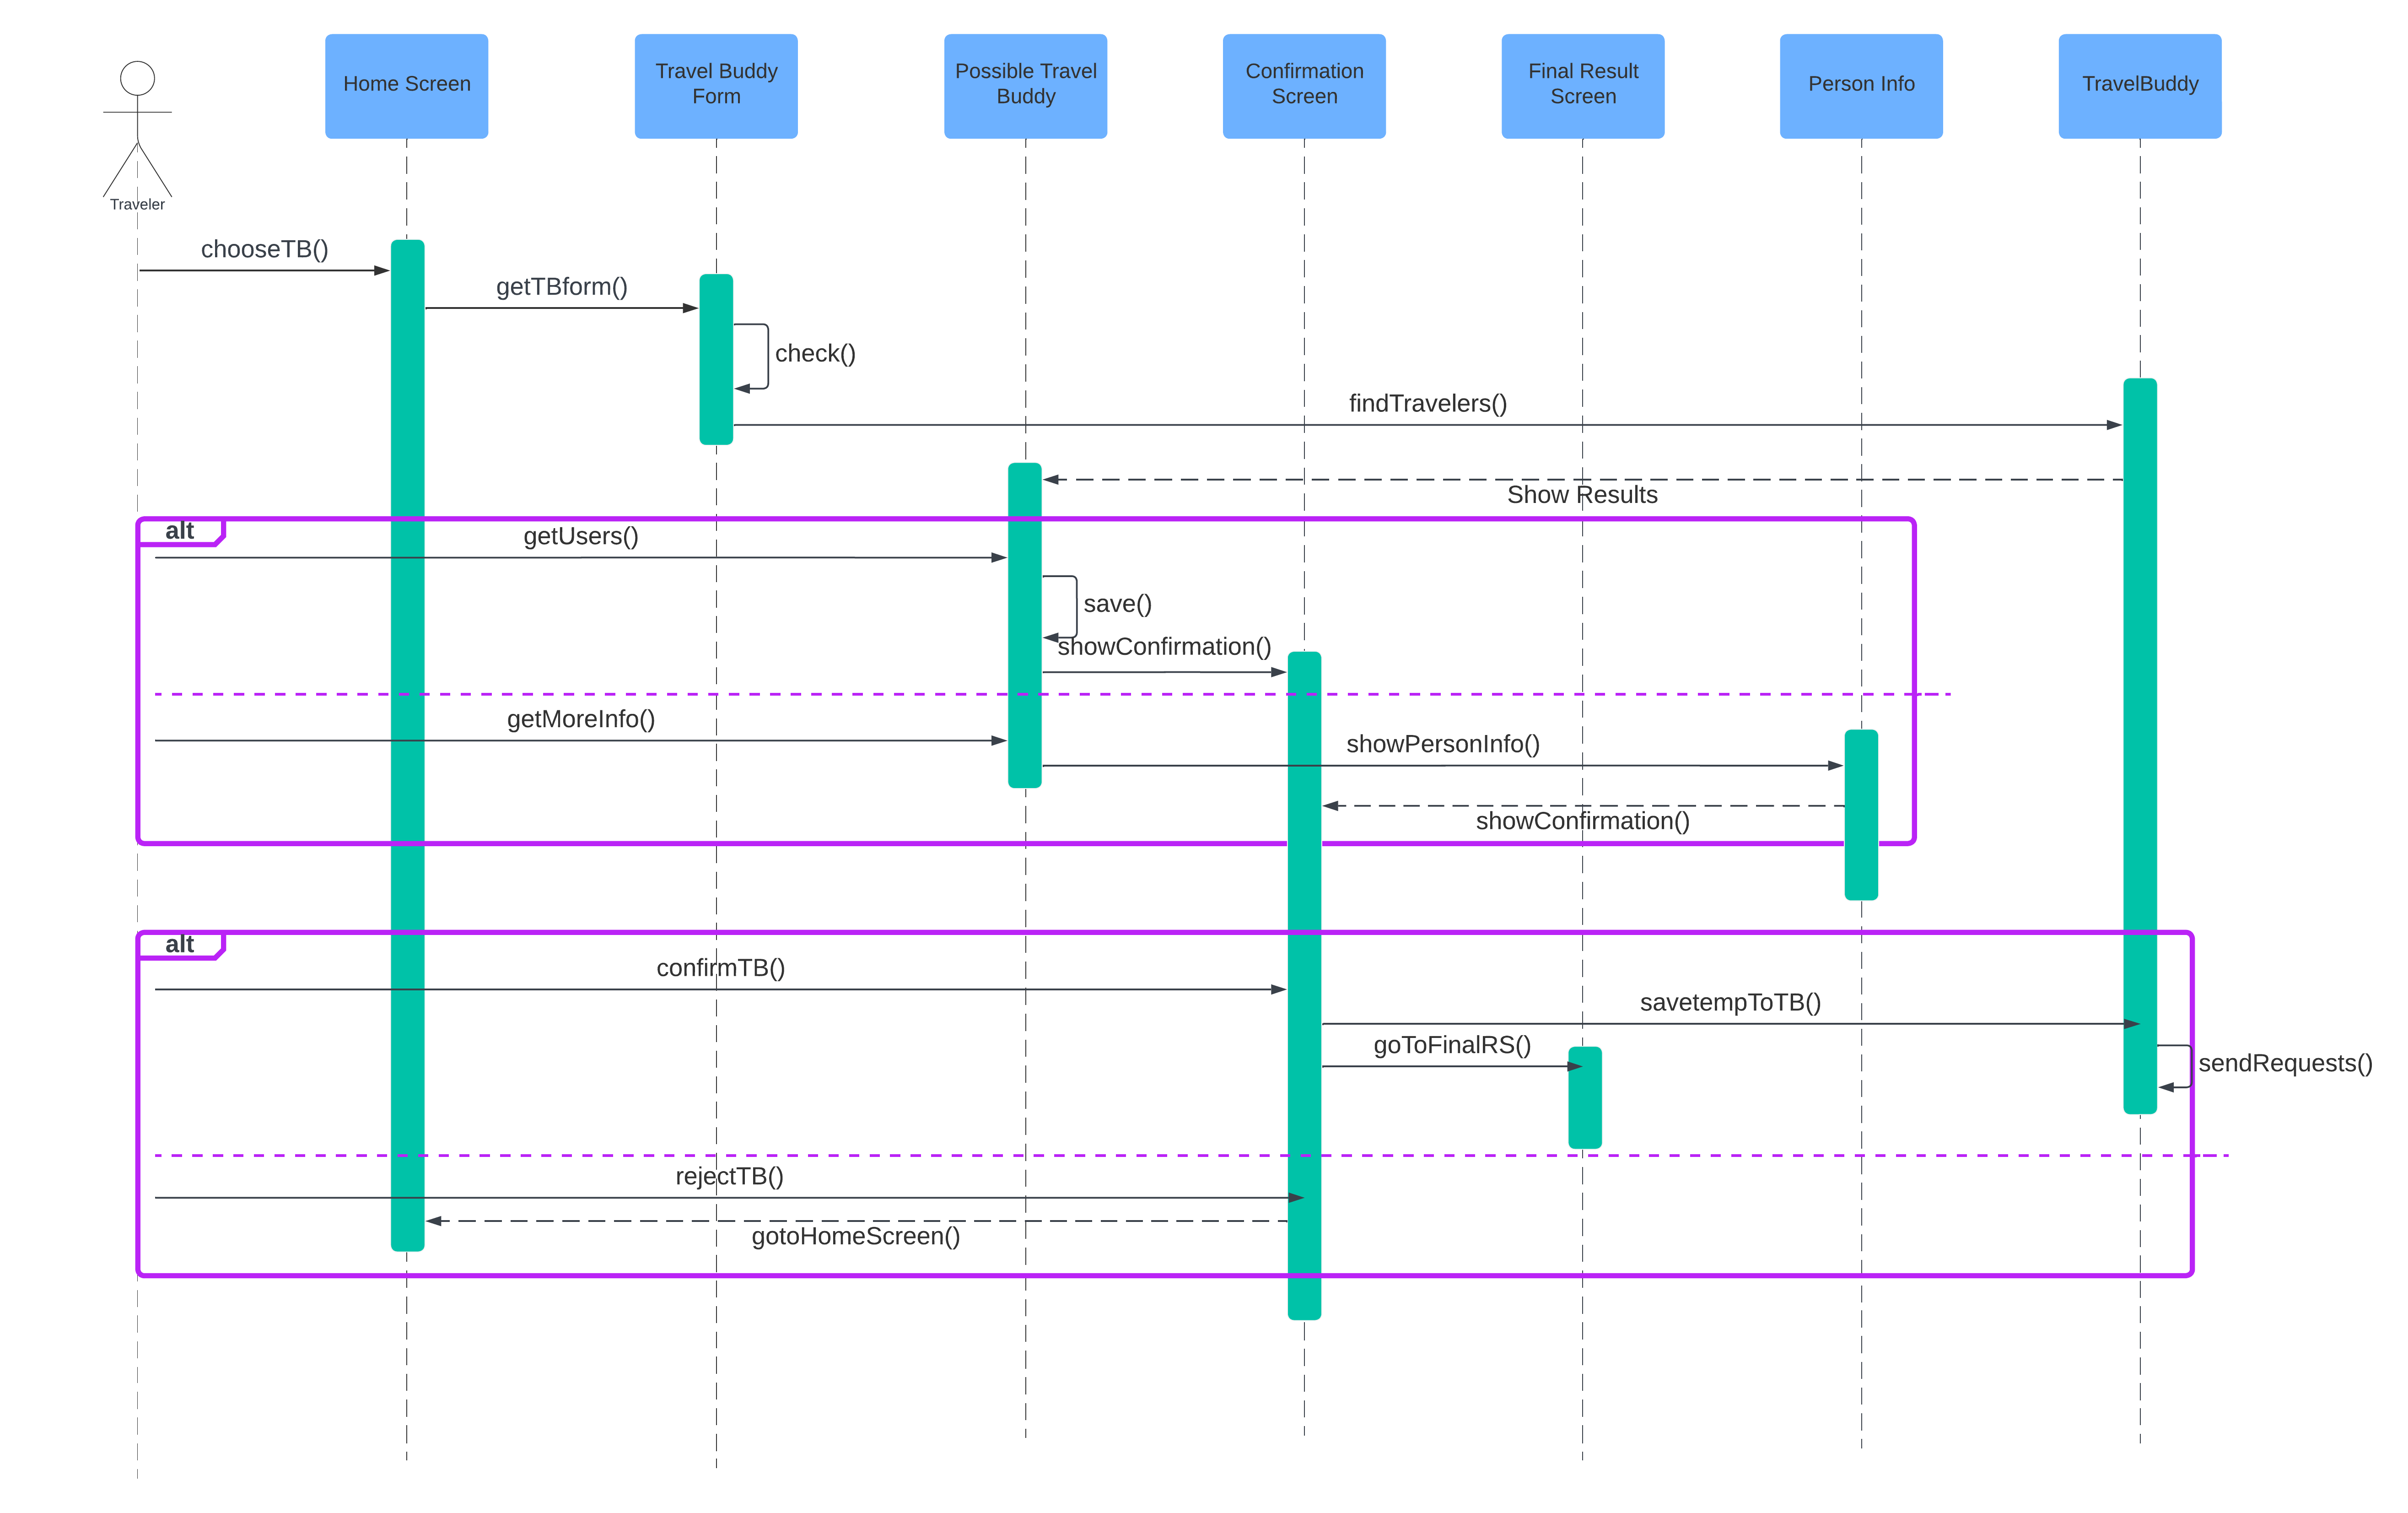 Home Screen
Travel Buddy
Form
Possible Travel
Buddy
Confirmation
Screen
Final Result
Screen
Person Info
TravelBuddy
Traveler
chooseTB()
getTBform()
check()
findTravelers()
Show Results
alt
getUsers()
save()
showConfirmation()
getMoreInfo()
showPersonInfo()
showConfirmation()
alt
confirmTB()
savetempToTB()
goToFinalRS()
sendRequests()
rejectTB()
gotoHomeScreen()